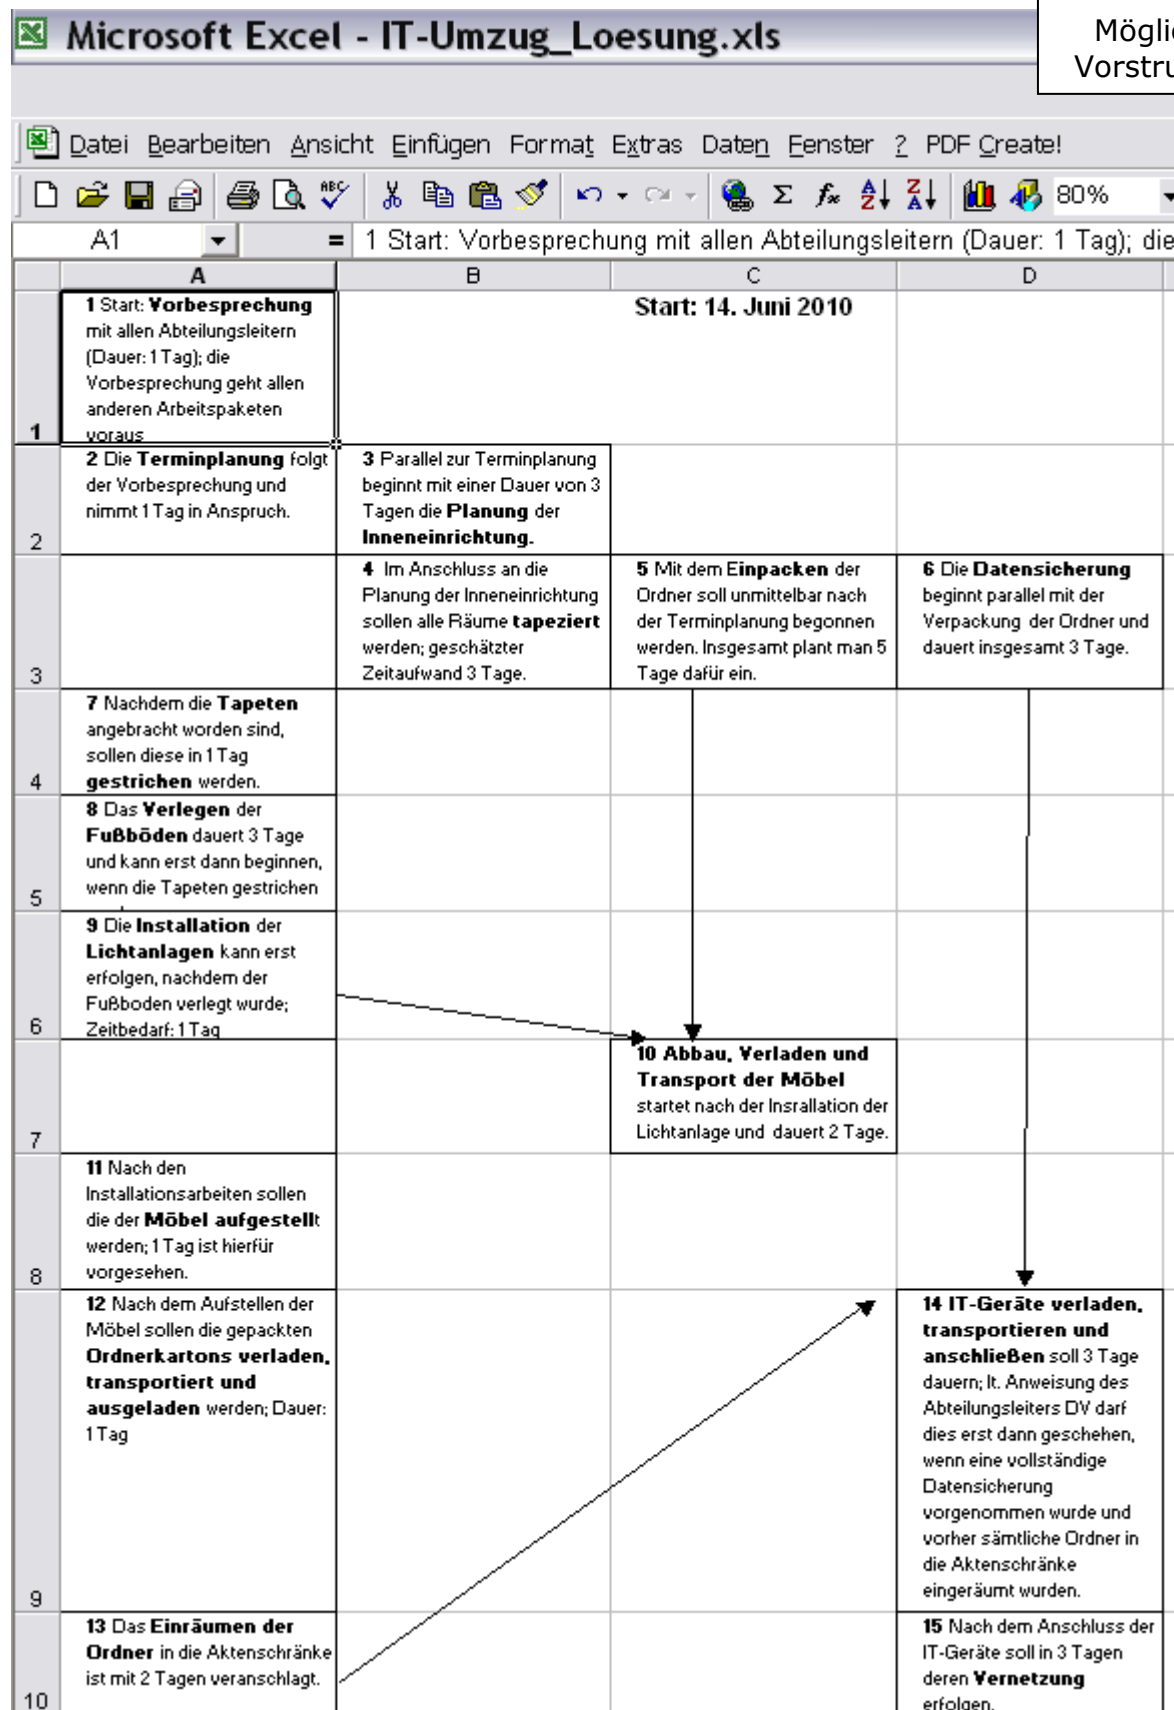 Microsoft Excel - IT-Umzug_Loesung.xls
Datei Bearbeiten Ansicht Einfügen Format Extras Daten Fenster ? PDF Create!
80%
A1
= 1 Start: Vorbesprechung mit allen Abteilungsleitern (Dauer: 1 Tag); die
A B C D
1
1 Start: Vorbesprechung
mit allen Abteilungsleitern
(Dauer: 1 Tag); die
Vorbesprechung geht allen
anderen Arbeitspaketen
voraus
Start: 14. Juni 2010
2
2 Die Terminplanung folgt
der Vorbesprechung und
nimmt 1 Tag in Anspruch.
3 Parallel zur Terminplanung
beginnt mit einer Dauer von 3
Tagen die Planung der
Inneneinrichtung.
3
4 Im Anschluss an die
Planung der Inneneinrichtung
sollen alle Räume tapeziert
werden; geschätzter
Zeitaufwand 3 Tage.
5 Mit dem Einpacken der
Ordner soll unmittelbar nach
der Terminplanung begonnen
werden. Insgesamt plant man 5
Tage dafür ein.
6 Die Datensicherung
beginnt parallel mit der
Verpackung der Ordner und
dauert insgesamt 3 Tage.
4
7 Nachdem die Tapeten
angebracht worden sind,
sollen diese in 1 Tag
gestrichen werden.
5
8 Das Verlegen der
Fußböden dauert 3 Tage
und kann erst dann beginnen,
wenn die Tapeten gestrichen
6
9 Die Installation der
Lichtanlagen kann erst
erfolgen, nachdem der
Fußboden verlegt wurde;
Zeitbedarf: 1 Tag
7
10 Abbau, Verladen und
Transport der Möbel
startet nach der Insrallation der
Lichtanlage und dauert 2 Tage.
8
11 Nach den
Installationsarbeiten sollen
die der Möbel aufgestellt
werden; 1 Tag ist hierfür
vorgesehen.
9
12 Nach dem Aufstellen der
Möbel sollen die gepackten
Ordnerkartons verladen,
transportiert und
ausgeladen werden; Dauer:
1 Tag
14 IT-Geräte verladen,
transportieren und
anschließen soll 3 Tage
dauern; lt. Anweisung des
Abteilungsleiters DV darf
dies erst dann geschehen,
wenn eine vollständige
Datensicherung
vorgenommen wurde und
vorher sämtliche Ordner in
die Aktenschränke
eingeräumt wurden.
10
13 Das Einräumen der
Ordner in die Aktenschränke
ist mit 2 Tagen veranschlagt.
15 Nach dem Anschluss der
IT-Geräte soll in 3 Tagen
deren Vernetzung
erfolgen.